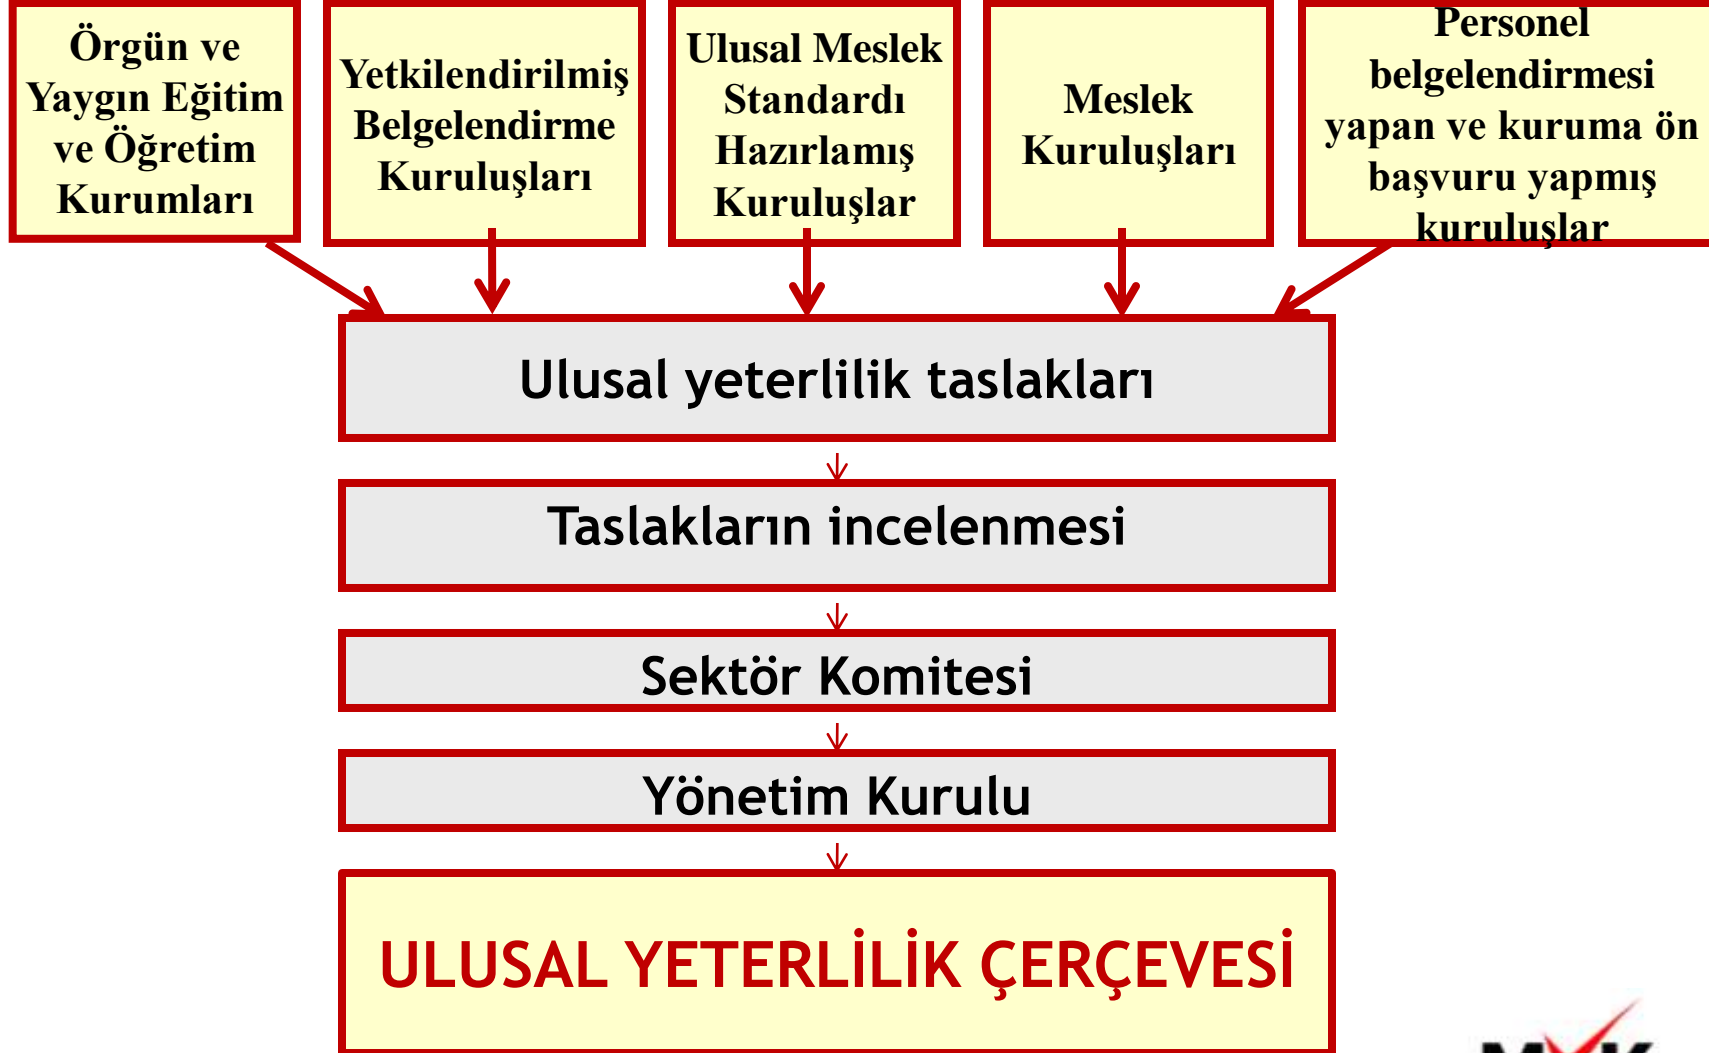 Örgün ve
Yaygın Eğitim
ve Öğretim
Kurumları
Yetkilendirilmiş
Belgelendirme
Kuruluşları
Ulusal Meslek
Standardı
Hazırlamış
Kuruluşlar
Meslek
Kuruluşları
Personel
belgelendirmesi
yapan ve kuruma ön
başvuru yapmış
kuruluşlar
Ulusal yeterlilik taslakları
Taslakların incelenmesi
Sektör Komitesi
Yönetim Kurulu
ULUSAL YETERLİLİK ÇERÇEVESİ